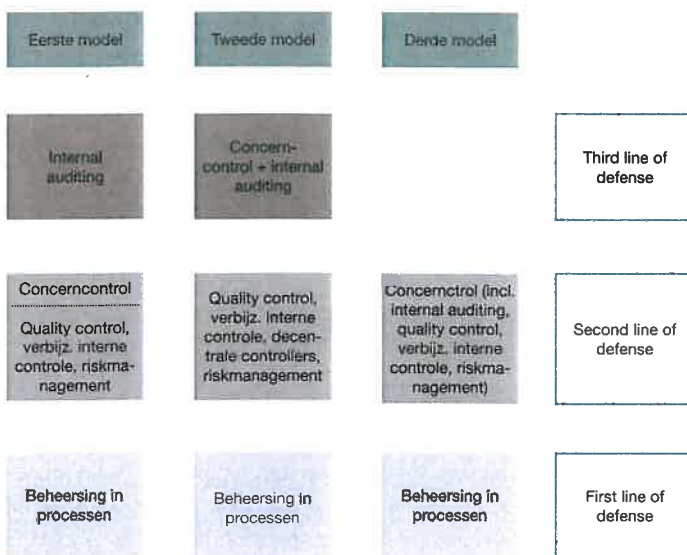 Eerste model
Tweede model
Derde model
Internal
auditing
Concern-
control + internal
auditing
Third line of
defense
Concerncontrol
Quality control,
verbijz. interne
controle, riskma-
nagement
Quality control,
verbijz. Interne
controle, decen-
trale controllers,
riskmanagement
Concernctrol (incl.
internal auditing,
quality control,
verbijz. interne
controle, riskma-
nagement)
Second line of
defense
Beheersing in
processen
Beheersing in
processen
Beheersing in
processen
First line of
defense